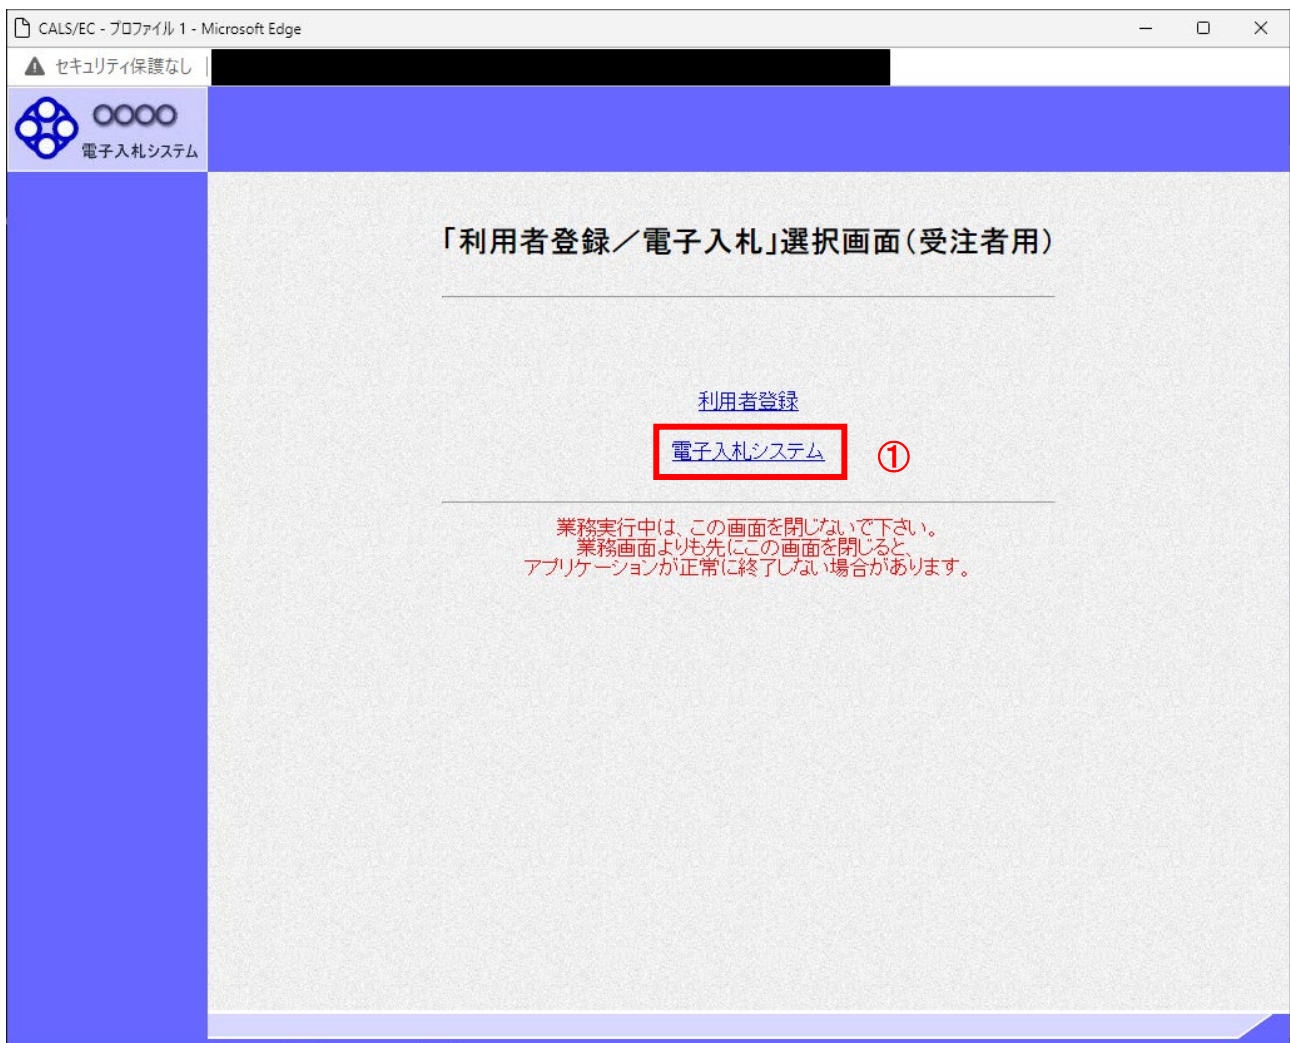 CALS/EC - プロファイル 1 - Microsoft Edge
セキュリティ保護なし
〇〇〇〇
電子入札システム
「利用者登録／電子入札」選択画面（受注者用）
利用者登録
電子入札システム
①
業務実行中は、この画面を閉じないで下さい。
業務画面よりも先にこの画面を閉じると、
アプリケーションが正常に終了しない場合があります。